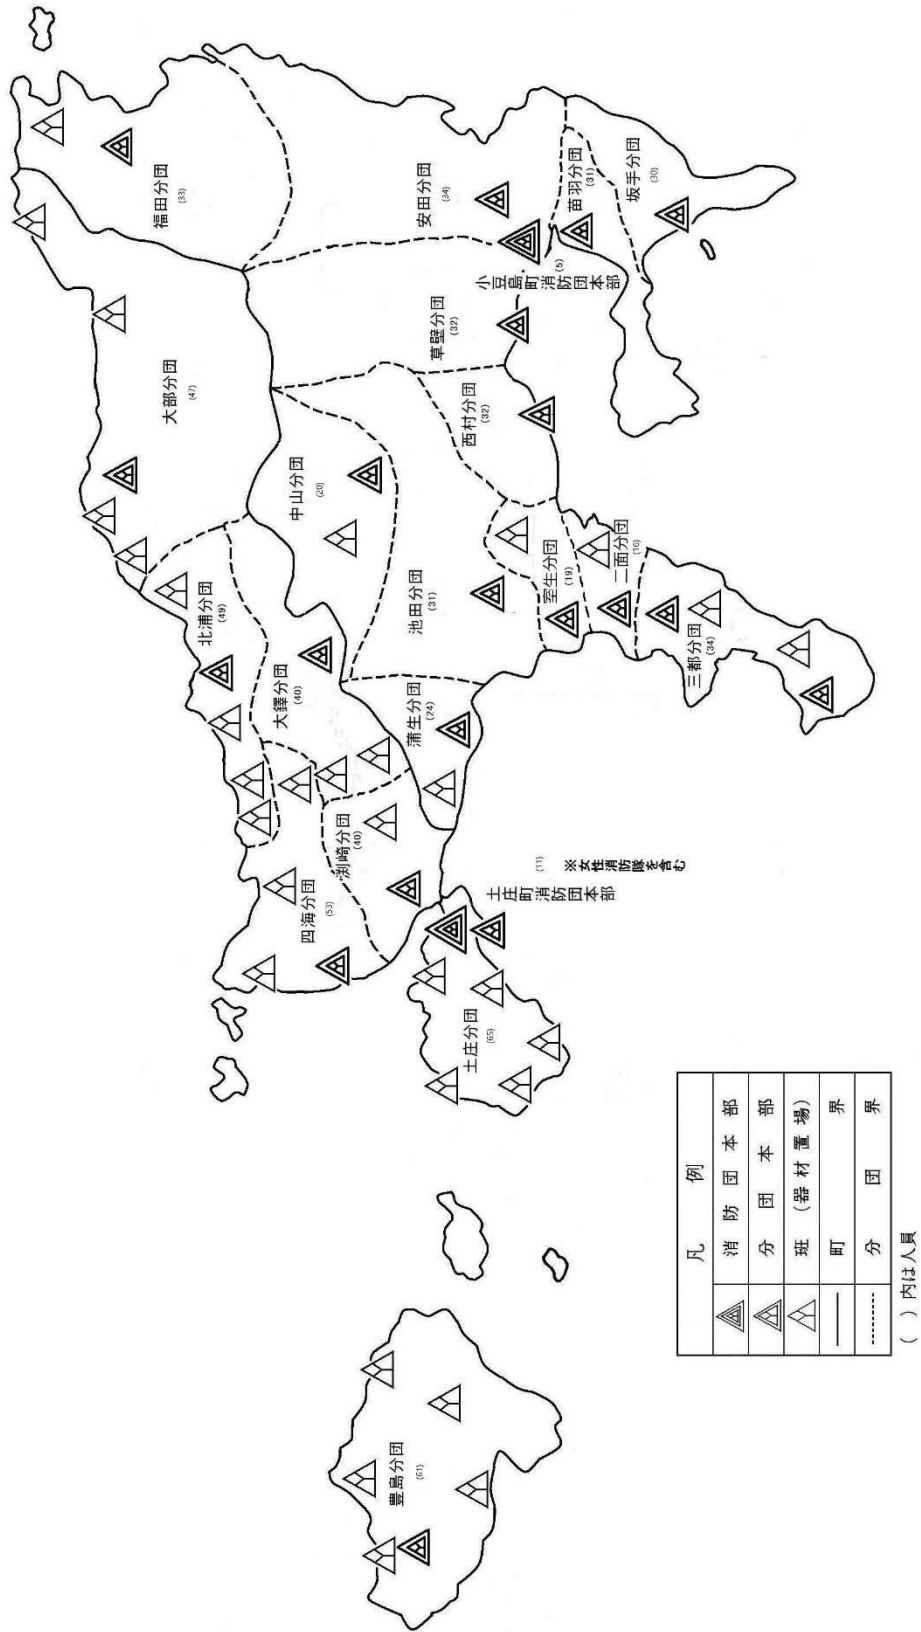 福田分団
(33)
大部分団
(47)
安田分団
(34)
苗羽分団
(31)
坂手分団
(30)
(5)
小豆島町消防団本部
草壁分団
(32)
西村分団
(32)
中山分団
(20)
池田分団
(31)
室生分団
(19)
二面分団
(16)
三都分団
(34)
北浦分団
(49)
大鐸分団
(40)
蒲生分団
(24)
渕崎分団
(40)
四海分団
(53)
(11)
※女性消防隊を含む
土庄町消防団本部
土庄分団
(65)
豊島分団
(61)
凡例
消防団本部
分団本部
班(器材置場)
町界
分団界
( )内は人員